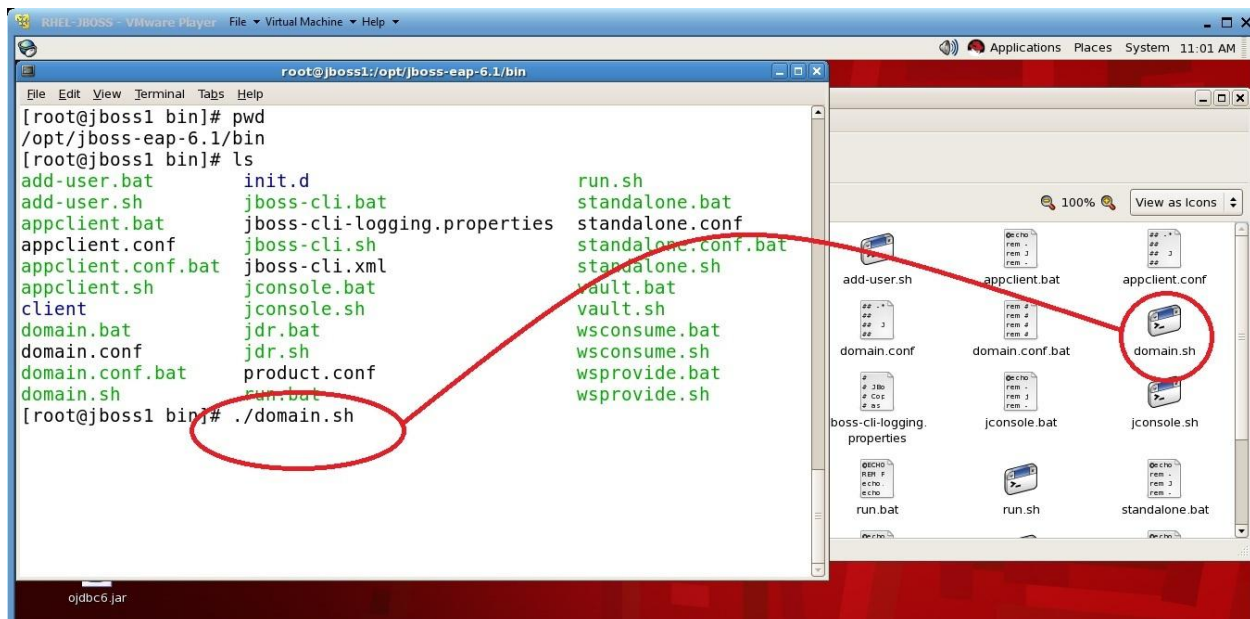 RHEL-JBOSS - VMware Player File Virtual Machine Help
Applications Places System 11:01 AM
root@jboss1:/opt/jboss-eap-6.1/bin
File Edit View Terminal Tabs Help
[root@jboss1 bin]# pwd
/opt/jboss-eap-6.1/bin
[root@jboss1 bin]# ls
add-user.bat init.d run.sh
add-user.sh jboss-cli.bat standalone.bat
appclient.bat jboss-cli-logging.properties standalone.conf
appclient.conf jboss-cli.sh standalone.conf.bat
appclient.conf.bat jboss-cli.xml standalone.sh
appclient.sh jconsole.bat vault.bat
client jconsole.sh vault.sh
domain.bat jdr.bat wsconsume.bat
domain.conf jdr.sh wsconsume.sh
domain.conf.bat product.conf wsprovide.bat
domain.sh run.bat wsprovide.sh
[root@jboss1 bin]# ./domain.sh
100% View as Icons
add-user.sh appclient.bat appclient.conf
domain.conf domain.conf.bat domain.sh
boss-cli-logging. jconsole.bat jconsole.sh
properties
run.bat run.sh standalone.bat
ojdbc6.jar